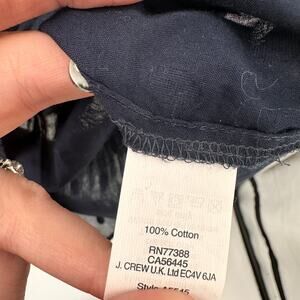 100% Cotton
RN77388
CA56445
J. CREW U.K. Ltd EC4V 6JA